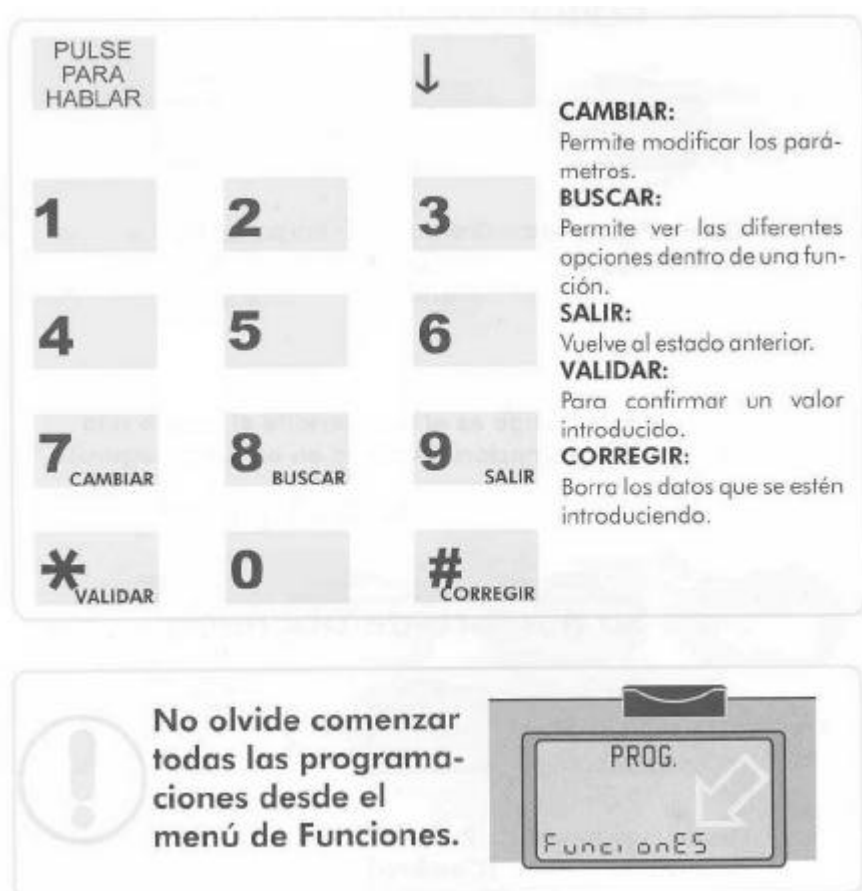 PULSE
PARA
HABLAR
↓
1
2
3
4
5
6
7 CAMBIAR
8 BUSCAR
9 SALIR
* VALIDAR
0
# CORREGIR
CAMBIAR:
Permite modificar los pará-
metros.
BUSCAR:
Permite ver las diferentes
opciones dentro de una fun-
ción.
SALIR:
Vuelve al estado anterior.
VALIDAR:
Para confirmar un valor
introducido.
CORREGIR:
Borra los datos que se estén
introduciendo.
No olvide comenzar
todas las programa-
ciones desde el
menú de Funciones.
PROG.
FuncionES